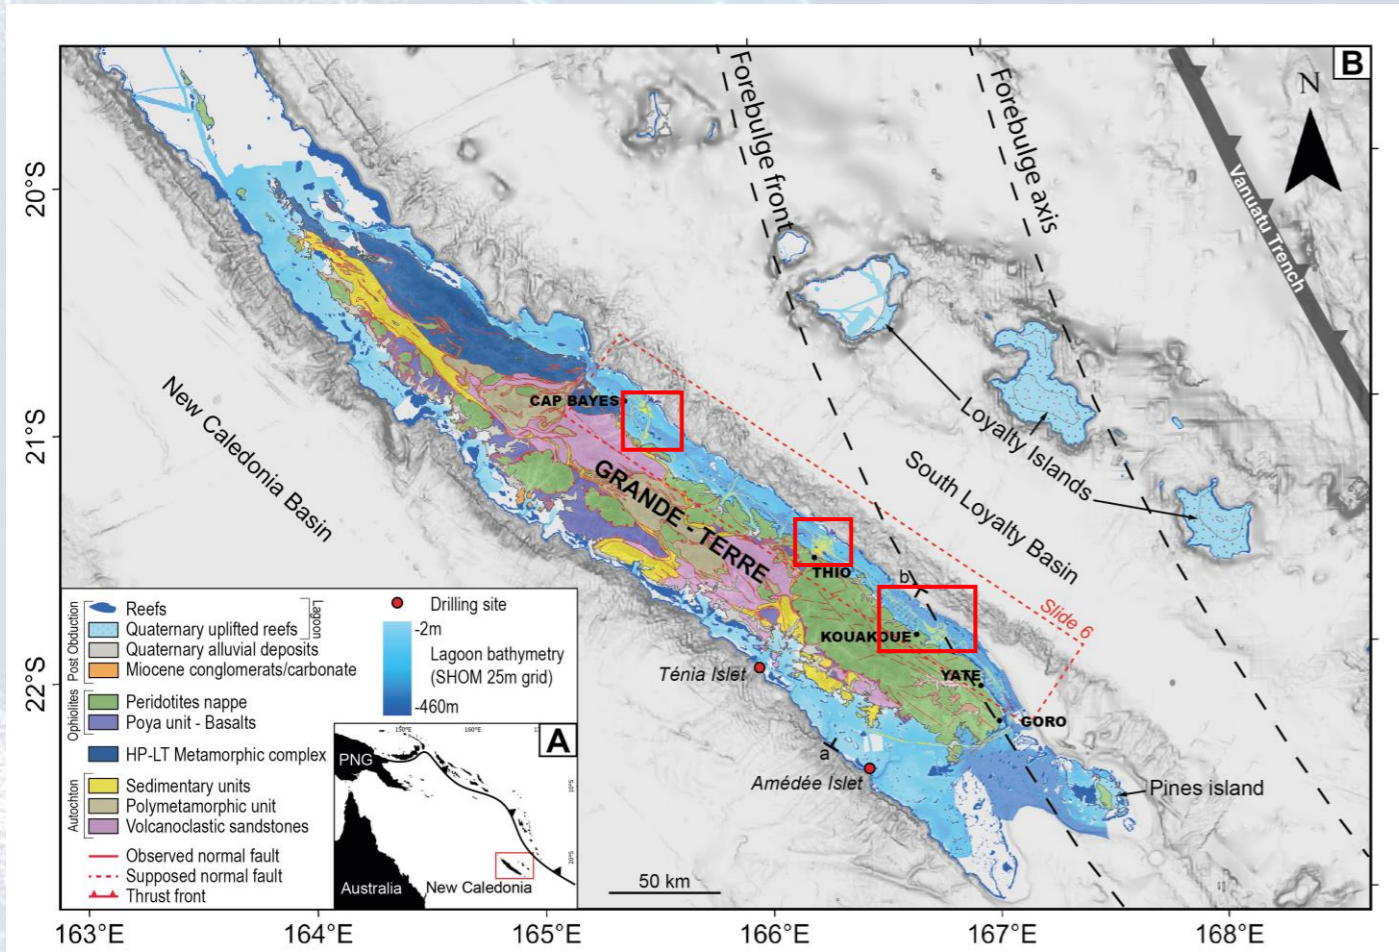 B
N
Forebulge front
Forebulge axis
Vanuatu Trench
20°S
21°S
22°S
CAP BAYES
New Caledonia Basin
GRANDE - TERRE
Loyalty Islands
South Loyalty Basin
THIO
b
Slide 6
KOUAKOUE
Ténia Islet
YATE
GORO
a
Amédée Islet
Pines island
50 km
Post Obduction
Lagoon
Reefs
Quaternary uplifted reefs
Quaternary alluvial deposits
Miocene conglomerats/carbonate
Ophiolites
Peridotites nappe
Poya unit - Basalts
HP-LT Metamorphic complex
Autochton
Sedimentary units
Polymetamorphic unit
Volcanoclastic sandstones
Observed normal fault
Supposed normal fault
Thrust front
Drilling site
-2m
Lagoon bathymetry
(SHOM 25m grid)
-460m
A
150°E
160°E
10°S
20°S
PNG
Australia
New Caledonia
163°E
164°E
165°E
166°E
167°E
168°E